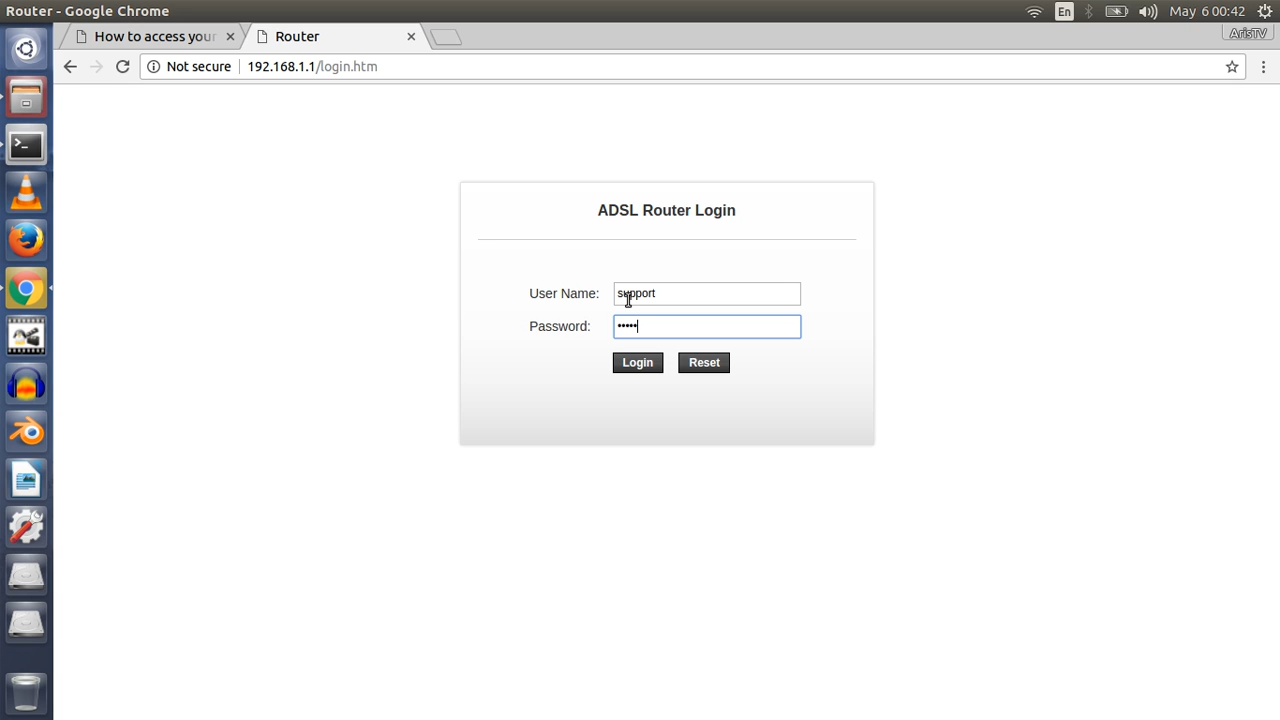 Router - Google Chrome
En
May 6 00:42
How to access your
Router
ArisTV
Not secure
192.168.1.1/login.htm
ADSL Router Login
User Name: support
Password: •••••
Login Reset